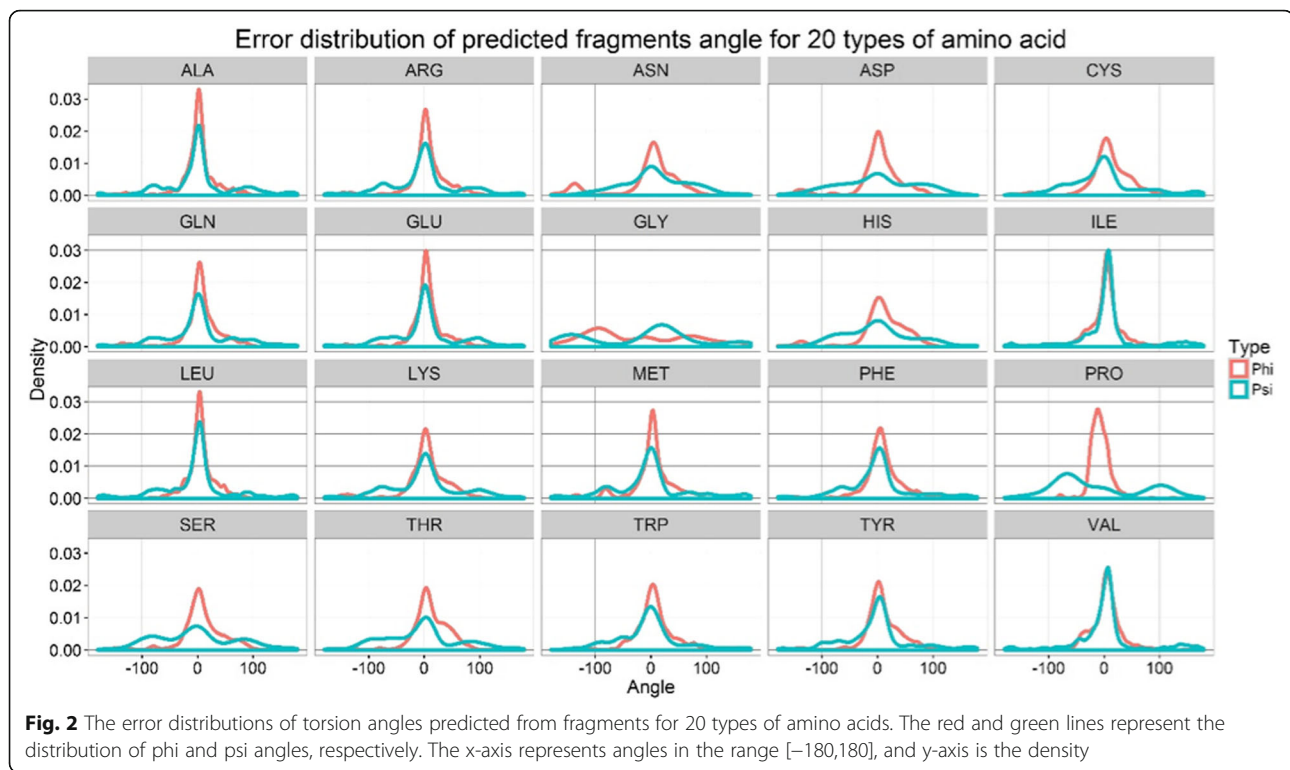 Error distribution of predicted fragments angle for 20 types of amino acid
ALA ARG ASN ASP CYS
0.03
0.02
0.01
0.00
GLN GLU GLY HIS ILE
0.03
0.02
0.01
0.00
LEU LYS MET PHE PRO
0.03
0.02
0.01
0.00
SER THR TRP TYR VAL
0.03
0.02
0.01
0.00
-100 0 100 -100 0 100 -100 0 100 -100 0 100 -100 0 100
Density
Angle
Type
Phi
Psi
Fig. 2 The error distributions of torsion angles predicted from fragments for 20 types of amino acids. The red and green lines represent the
distribution of phi and psi angles, respectively. The x-axis represents angles in the range [−180,180], and y-axis is the density